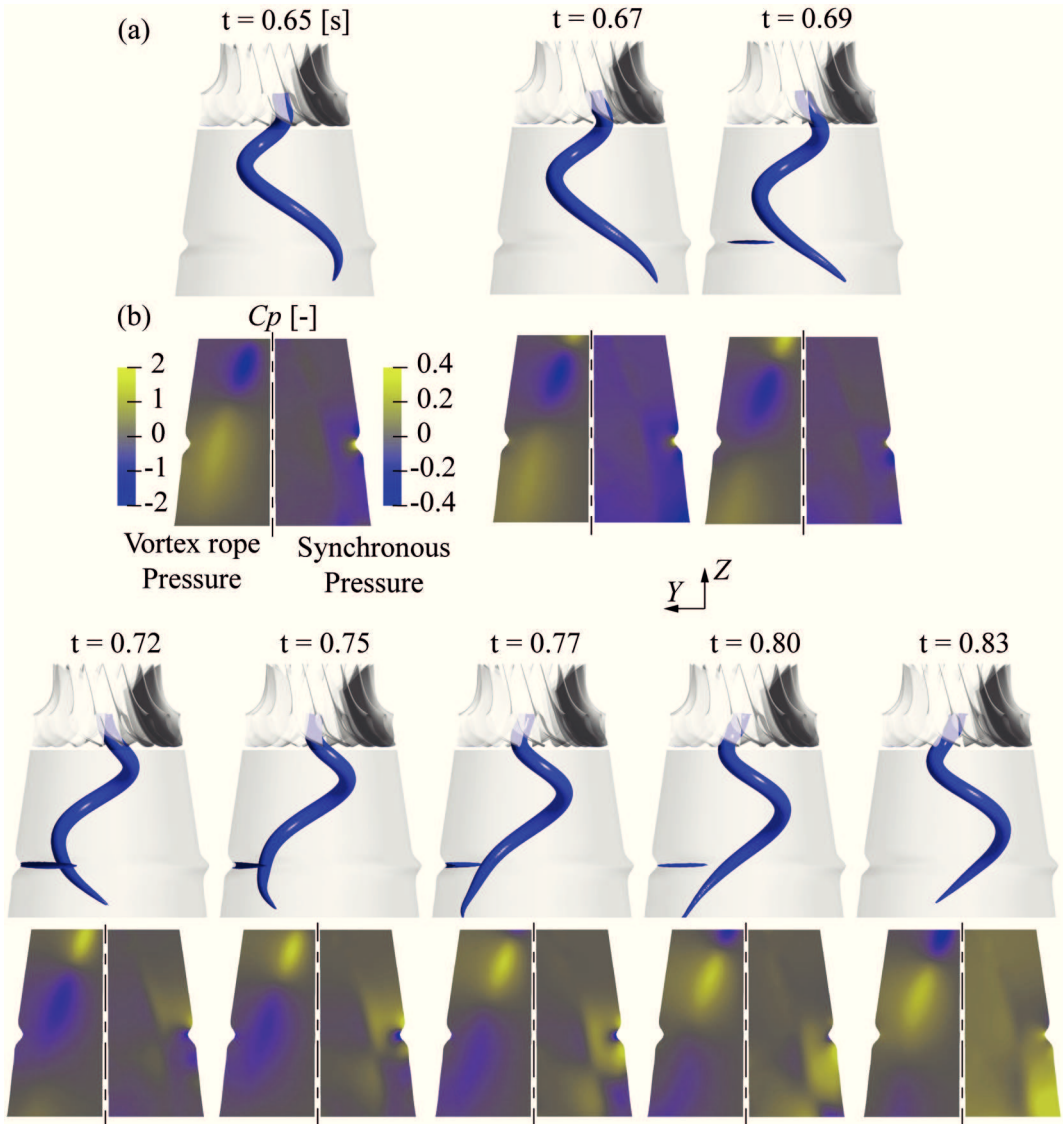 (a)
t = 0.65 [s]
t = 0.67
t = 0.69
(b)
Cp [-]
2
1
0
-1
-2
0.4
0.2
0
-0.2
-0.4
Vortex rope
Pressure
Synchronous
Pressure
Z
Y
t = 0.72
t = 0.75
t = 0.77
t = 0.80
t = 0.83